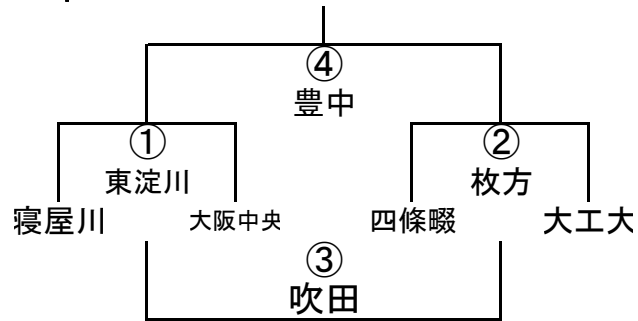 ④
豊中
① ②
東淀川 枚方
寝屋川 大阪中央 四條畷 大工大
③
吹田